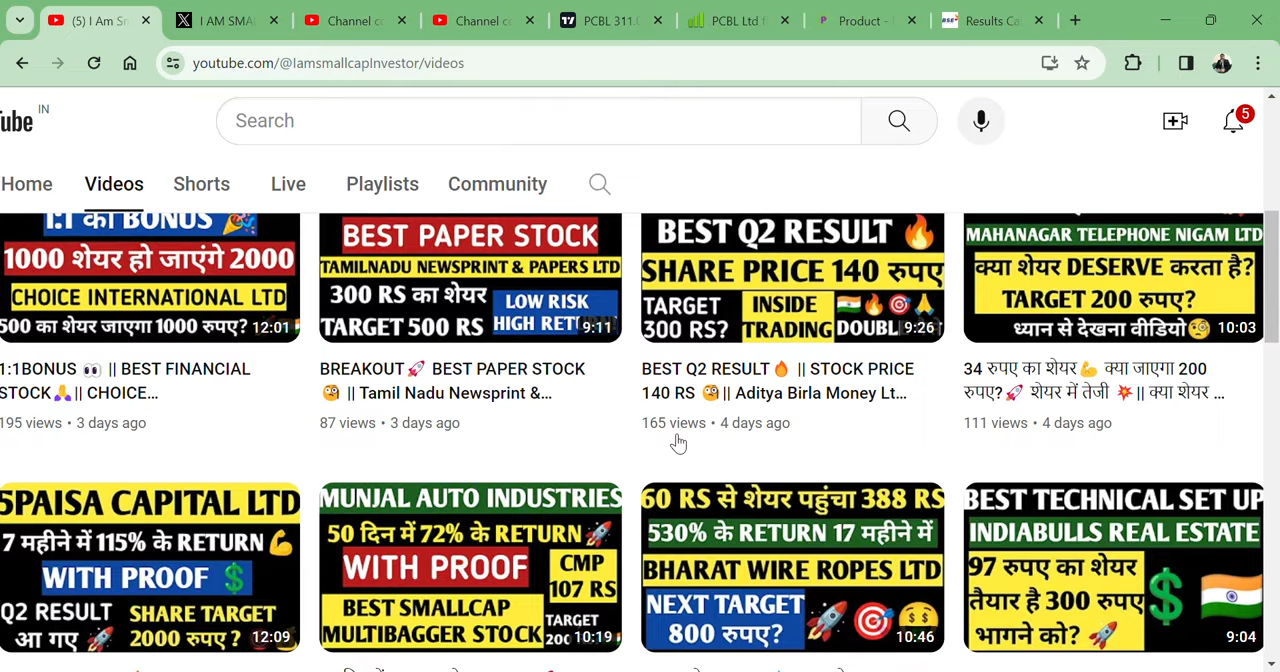 (5) I Am Sn
I AM SMA
Channel c
Channel c
PCBL 311.
PCBL Ltd f
Product -
BSE
Results Ca
youtube.com/@IamsmallcapInvestor/videos
ube IN
Search
5
Home Videos Shorts Live Playlists Community
1:1 का BONUS
1000 शेयर हो जाएंगे 2000
CHOICE INTERNATIONAL LTD
500 का शेयर जाएगा 1000 रुपए?
12:01
BEST PAPER STOCK
TAMILNADU NEWSPRINT & PAPERS LTD
300 RS का शेयर
TARGET 500 RS
LOW RISK
HIGH RET
9:11
BEST Q2 RESULT 🔥
SHARE PRICE 140 रुपए
TARGET
300 RS?
INSIDE
TRADING
DOUBL
9:26
MAHANAGAR TELEPHONE NIGAM LTD
क्या शेयर DESERVE करता है?
TARGET 200 रुपए?
ध्यान से देखना वीडियो🧐
10:03
1:1BONUS 👀 || BEST FINANCIAL
STOCK🙏|| CHOICE...
195 views • 3 days ago
BREAKOUT🚀 BEST PAPER STOCK
🧐 || Tamil Nadu Newsprint &...
87 views • 3 days ago
BEST Q2 RESULT🔥 || STOCK PRICE
140 RS 🧐|| Aditya Birla Money Lt...
165 views • 4 days ago
34 रुपए का शेयर💪 क्या जाएगा 200
रुपए?🚀 शेयर में तेजी 💥|| क्या शेयर ...
111 views • 4 days ago
5PAISA CAPITAL LTD
7 महीने में 115% के RETURN 💪
WITH PROOF 💲
Q2 RESULT
आ गए 🚀
SHARE TARGET
2000 रुपए ?
12:09
MUNJAL AUTO INDUSTRIES
50 दिन में 72% के RETURN 🚀
WITH PROOF
CMP
107 RS
BEST SMALLCAP
MULTIBAGGER STOCK
TARGET
200
10:19
60 RS से शेयर पहुंचा 388 RS
530% के RETURN 17 महीने में
BHARAT WIRE ROPES LTD
NEXT TARGET
800 रुपए?
10:46
BEST TECHNICAL SET UP
INDIABULLS REAL ESTATE
97 रुपए का शेयर
तैयार है 300 रुपए
भागने को? 🚀
9:04